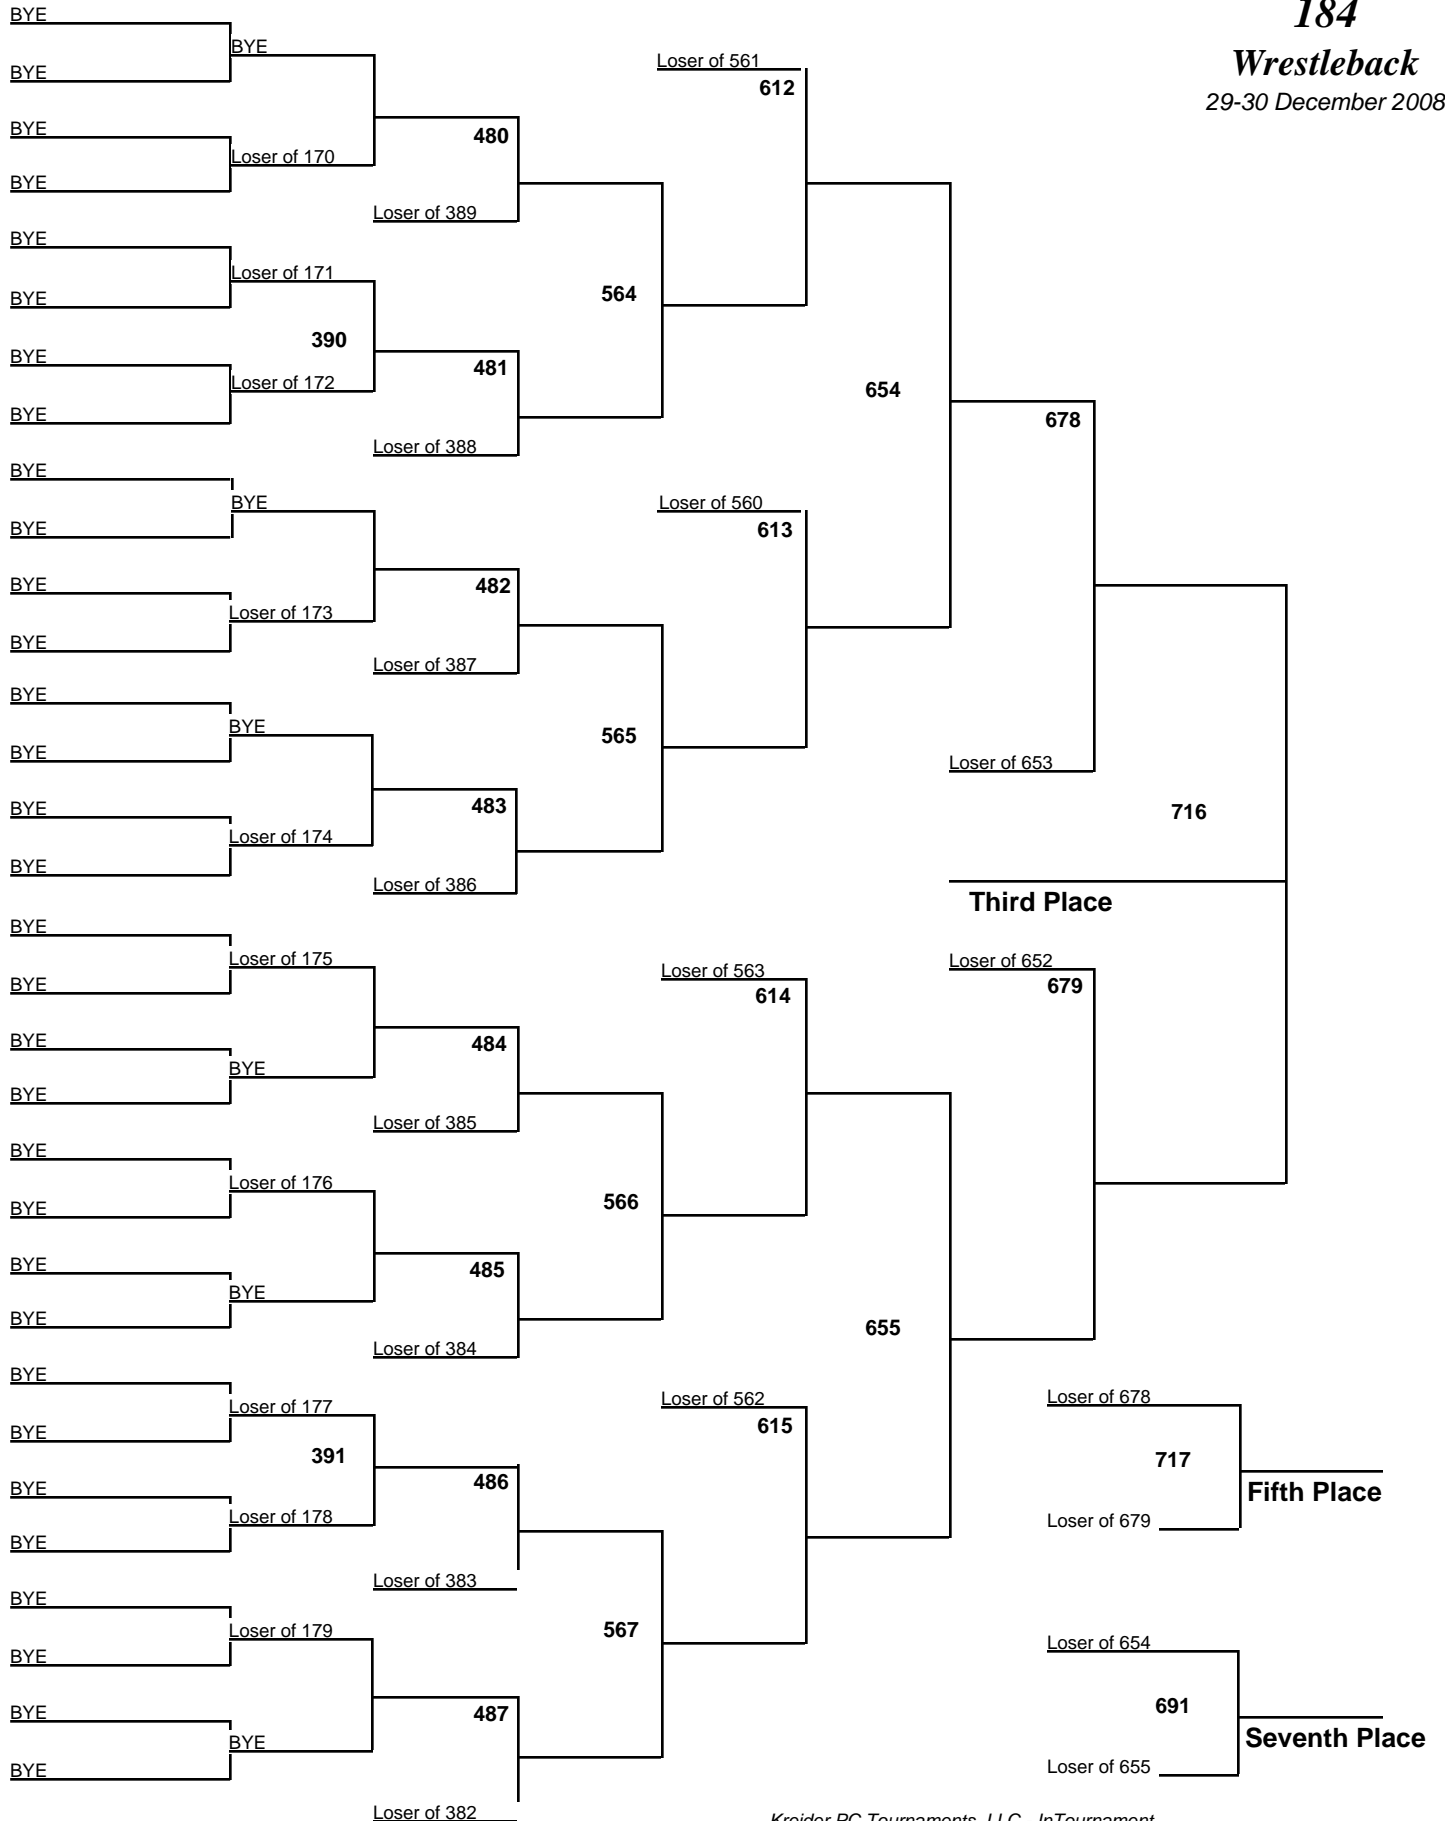 184
Wrestleback
29-30 December 2008
BYE
BYE
BYE
Loser of 561
612
BYE
480
Loser of 170
BYE
Loser of 389
BYE
Loser of 171
564
BYE
390
BYE
481
Loser of 172
654
BYE
678
Loser of 388
BYE
BYE
Loser of 560
613
BYE
482
BYE
Loser of 173
BYE
Loser of 387
BYE
BYE
565
BYE
Loser of 653
483
716
BYE
Loser of 174
BYE
Loser of 386
Third Place
BYE
Loser of 175
Loser of 563
Loser of 652
BYE
614
679
BYE
484
BYE
BYE
Loser of 385
BYE
Loser of 176
566
BYE
BYE
485
BYE
BYE
655
Loser of 384
BYE
Loser of 177
Loser of 562
Loser of 678
BYE
615
391
717
486
BYE
Fifth Place
Loser of 178
Loser of 679
BYE
Loser of 383
BYE
Loser of 179
567
BYE
Loser of 654
BYE
487
691
BYE
Seventh Place
BYE
Loser of 655
Loser of 382
Kreider PC Tournaments, LLC - InTournament